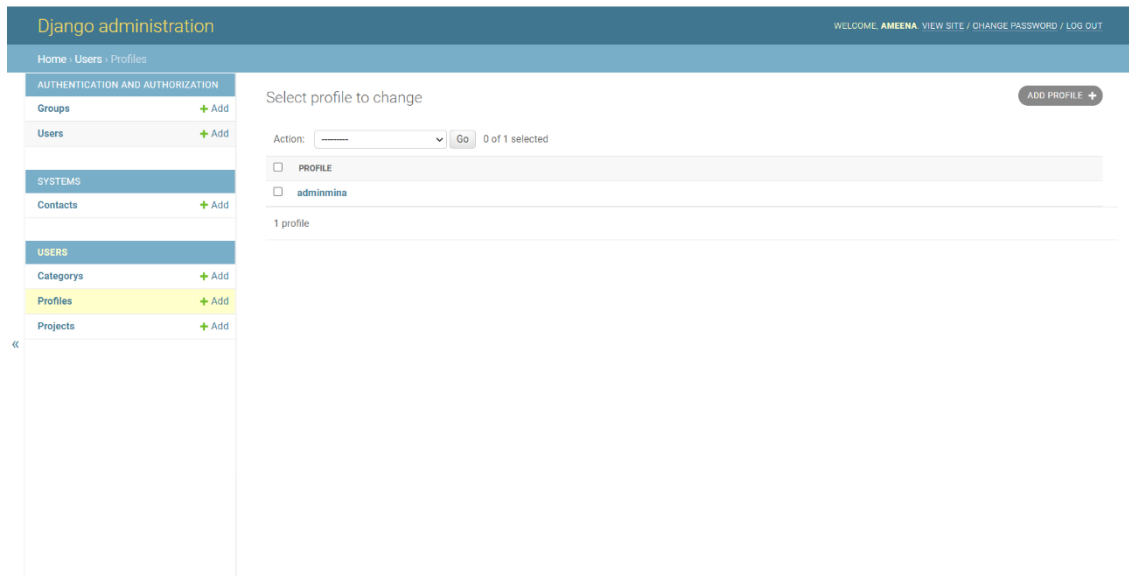 Django administration
WELCOME, AMEENA. VIEW SITE / CHANGE PASSWORD / LOG OUT
Home › Users › Profiles
AUTHENTICATION AND AUTHORIZATION
Groups + Add
Users + Add
SYSTEMS
Contacts + Add
USERS
Categorys + Add
Profiles + Add
Projects + Add
«
Select profile to change
ADD PROFILE +
Action: --------- Go 0 of 1 selected
PROFILE
adminmina
1 profile